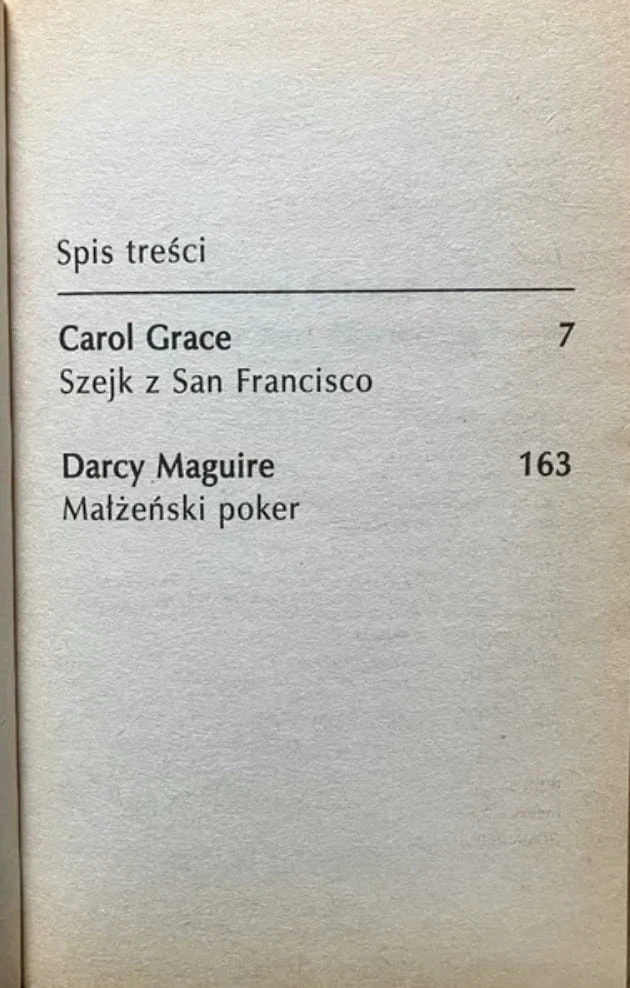 Spis treści
Carol Grace 7
Szejk z San Francisco
Darcy Maguire 163
Małżeński poker